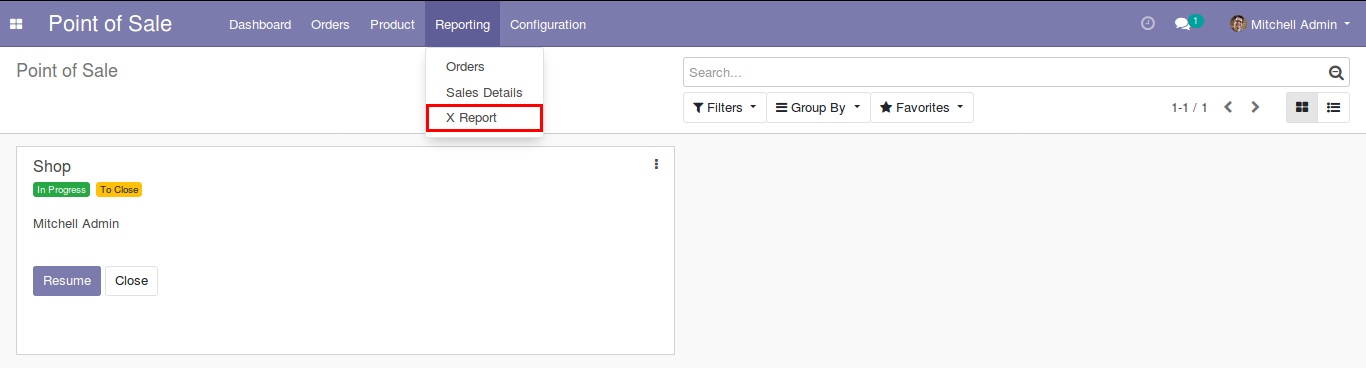 Point of Sale Dashboard Orders Product Reporting Configuration 1 Mitchell Admin
Point of Sale
Orders
Sales Details
X Report
Search...
Filters Group By Favorites 1-1 / 1
Shop
In Progress To Close
Mitchell Admin
Resume Close